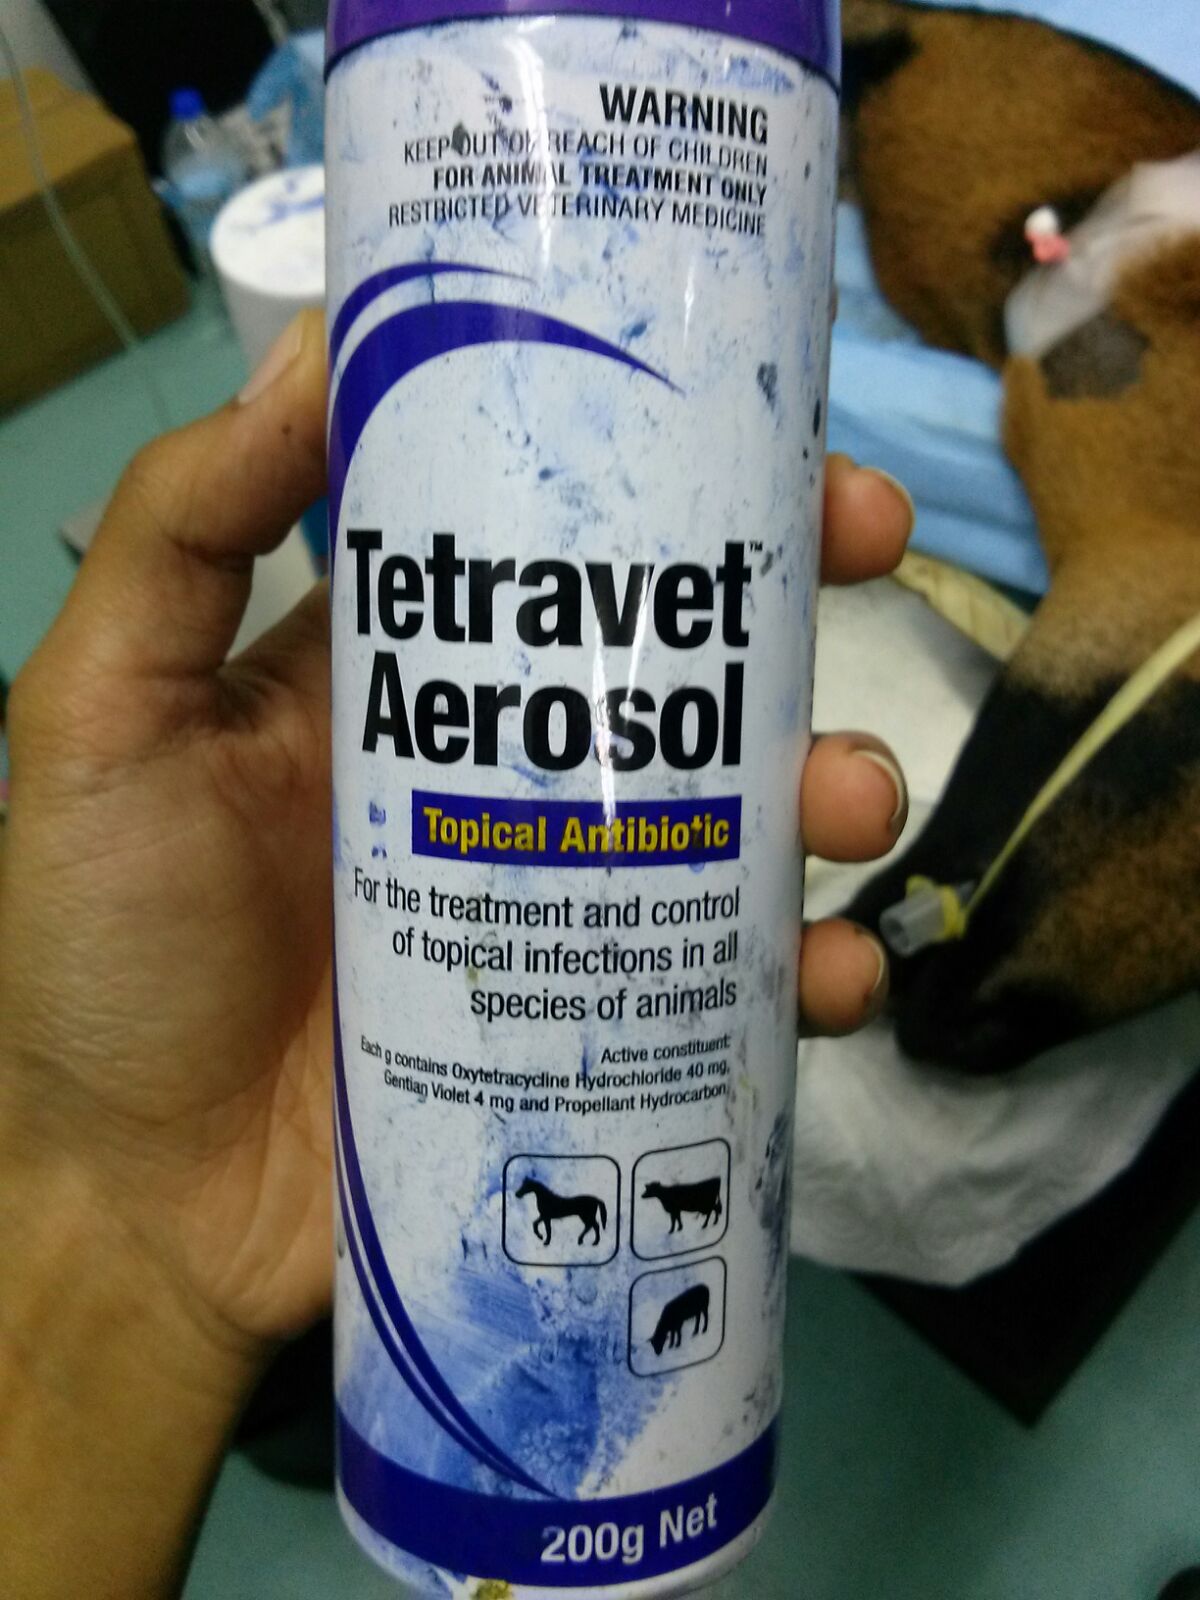 WARNING
KEEP OUT OF REACH OF CHILDREN
FOR ANIMAL TREATMENT ONLY
RESTRICTED VETERINARY MEDICINE
Tetravet™
Aerosol
Topical Antibiotic
For the treatment and control
of topical infections in all
species of animals
Active constituent:
Each g contains Oxytetracycline Hydrochloride 40 mg,
Gentian Violet 4 mg and Propellant Hydrocarbon.
200g Net